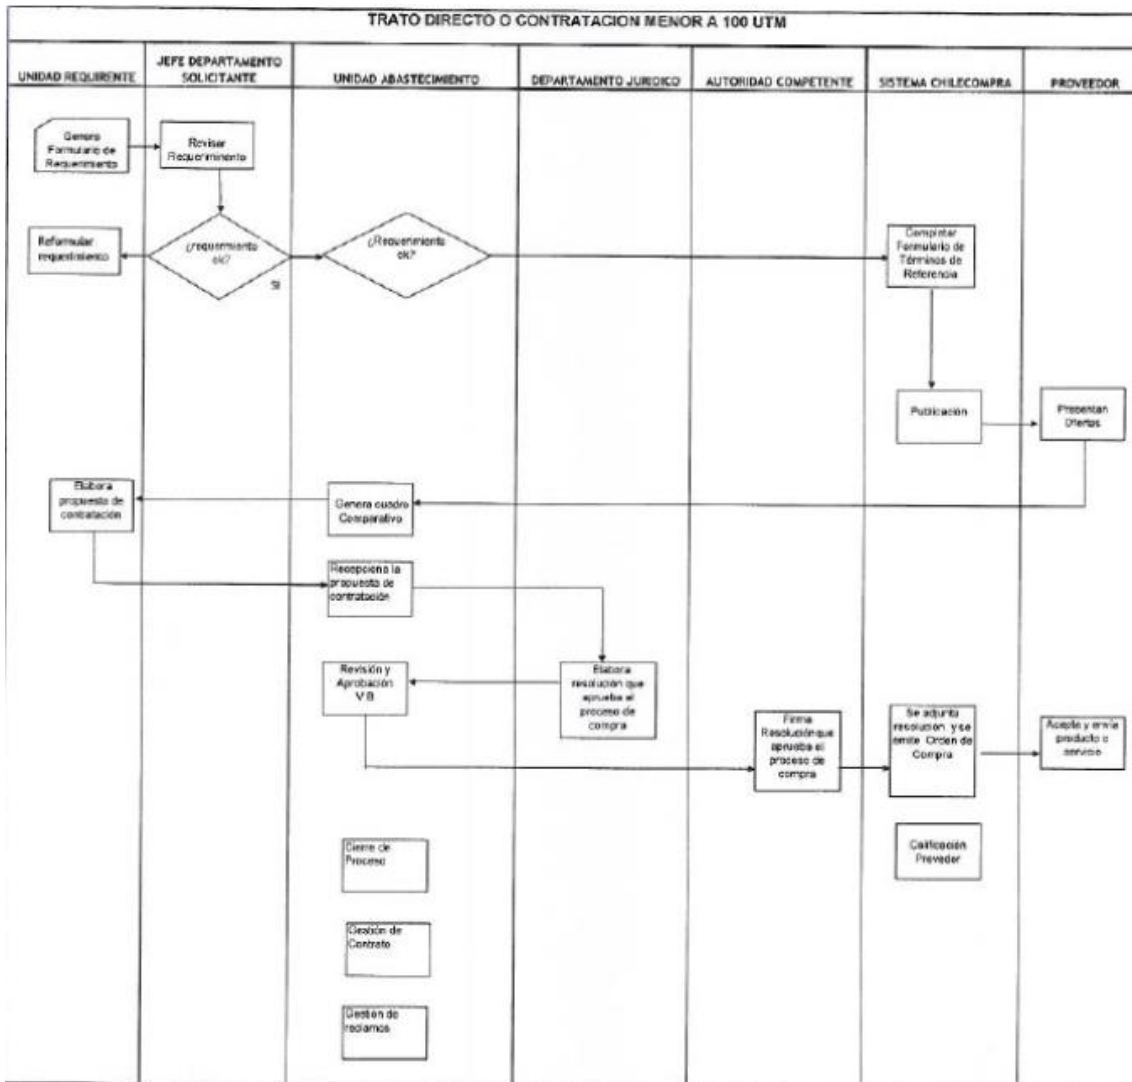 TRATO DIRECTO O CONTRATACION MENOR A 100 UTM
UNIDAD REQUIRENTE
JEFE DEPARTAMENTO
SOLICITANTE
UNIDAD ABASTECIMIENTO
DEPARTAMENTO JURIDICO
AUTORIDAD COMPETENTE
SISTEMA CHILECOMPRA
PROVEEDOR
Genera
Formulario de
Requerimiento
Revisar
Requerimiento
Reformular
requerimiento
¿requermiento
ok?
SI
¿Requerimiento
ok?
Completar
Formulario de
Términos de
Referencia
Publicación
Presentan
Ofertas
Elabora
propuesta de
contratación
Genera cuadro
Comparativo
Recepciona la
propuesta de
contratación
Revisión y
Aprobación
V B
Elabora
resolución que
aprueba el
proceso de
compra
Firma
Resolución que
aprueba el
proceso de
compra
Se adjunta
resolución y se
emite Orden de
Compra
Acepta y envía
producto o
servicio
Cierre de
Proceso
Calificación
Preveder
Gestión de
Contrato
Gestión de
reclamos